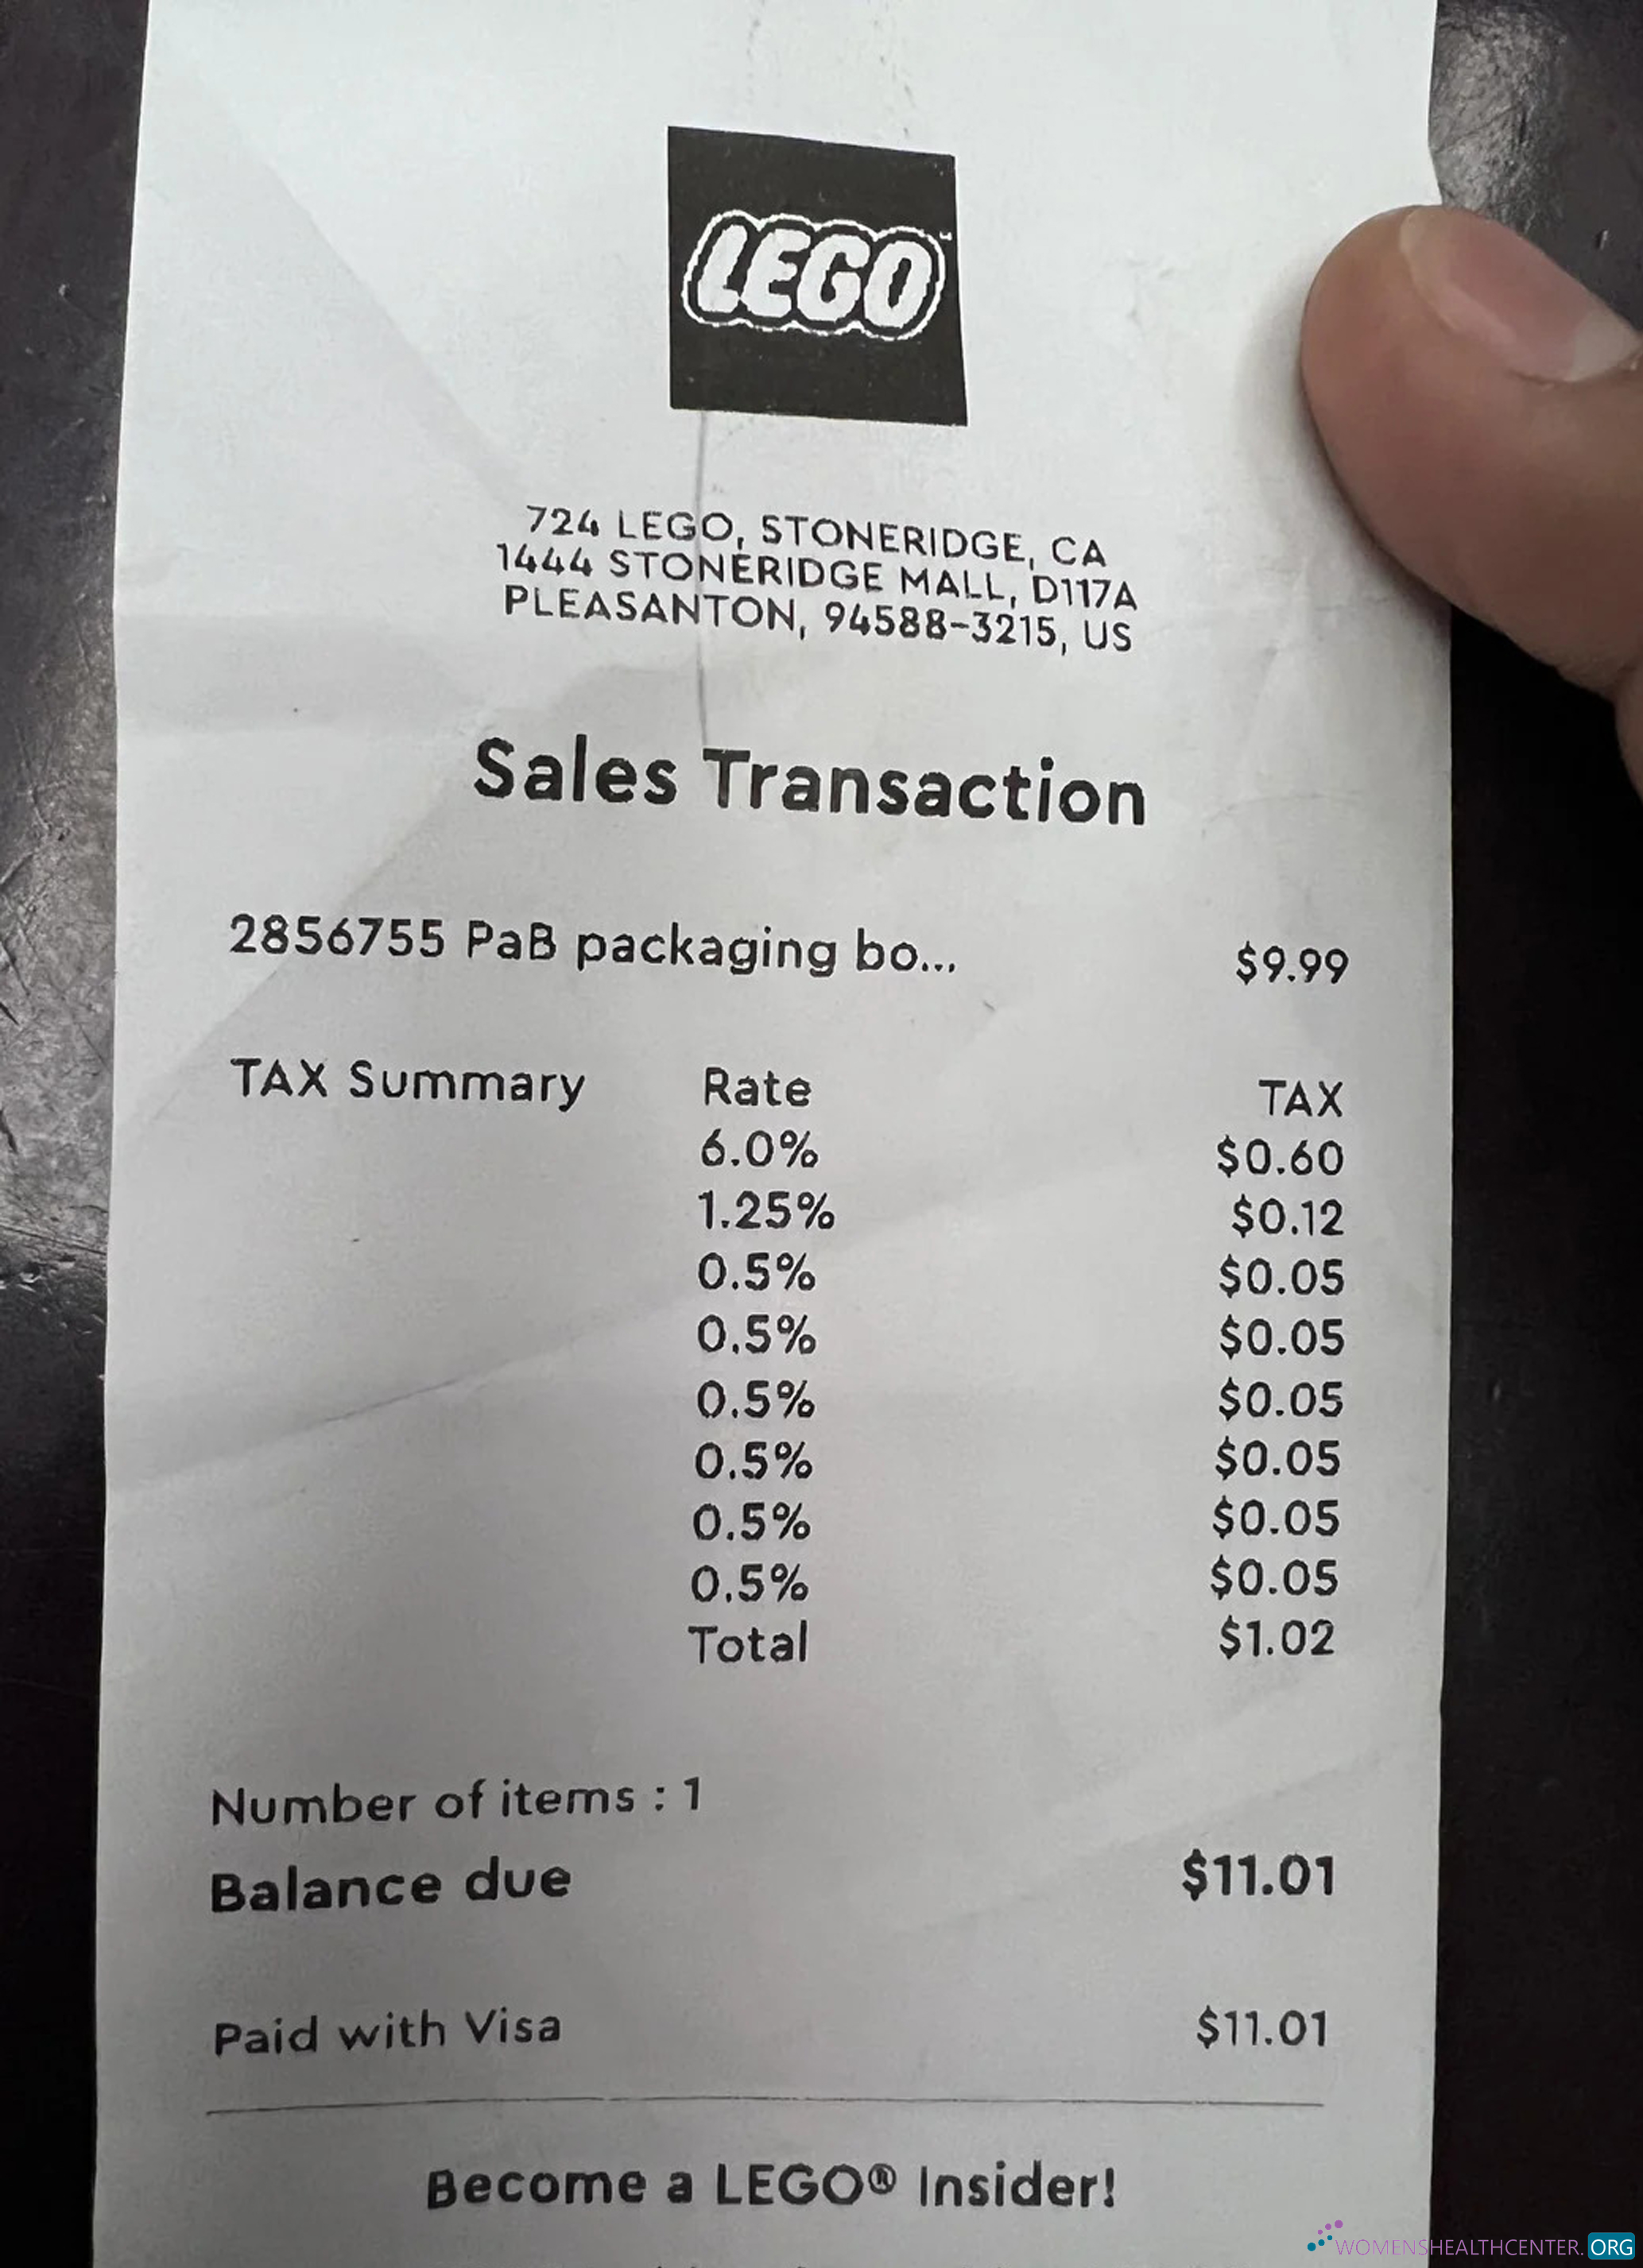 LEGO™
724 LEGO, STONERIDGE, CA
1444 STONERIDGE MALL, D117A
PLEASANTON, 94588-3215, US
Sales Transaction
2856755 PaB packaging bo... $9.99
TAX Summary Rate TAX
6.0% $0.60
1.25% $0.12
0.5% $0.05
0.5% $0.05
0.5% $0.05
0.5% $0.05
0.5% $0.05
0.5% $0.05
Total $1.02
Number of items : 1
Balance due $11.01
Paid with Visa $11.01
Become a LEGO® Insider!
WOMENSHEALTHCENTER.ORG